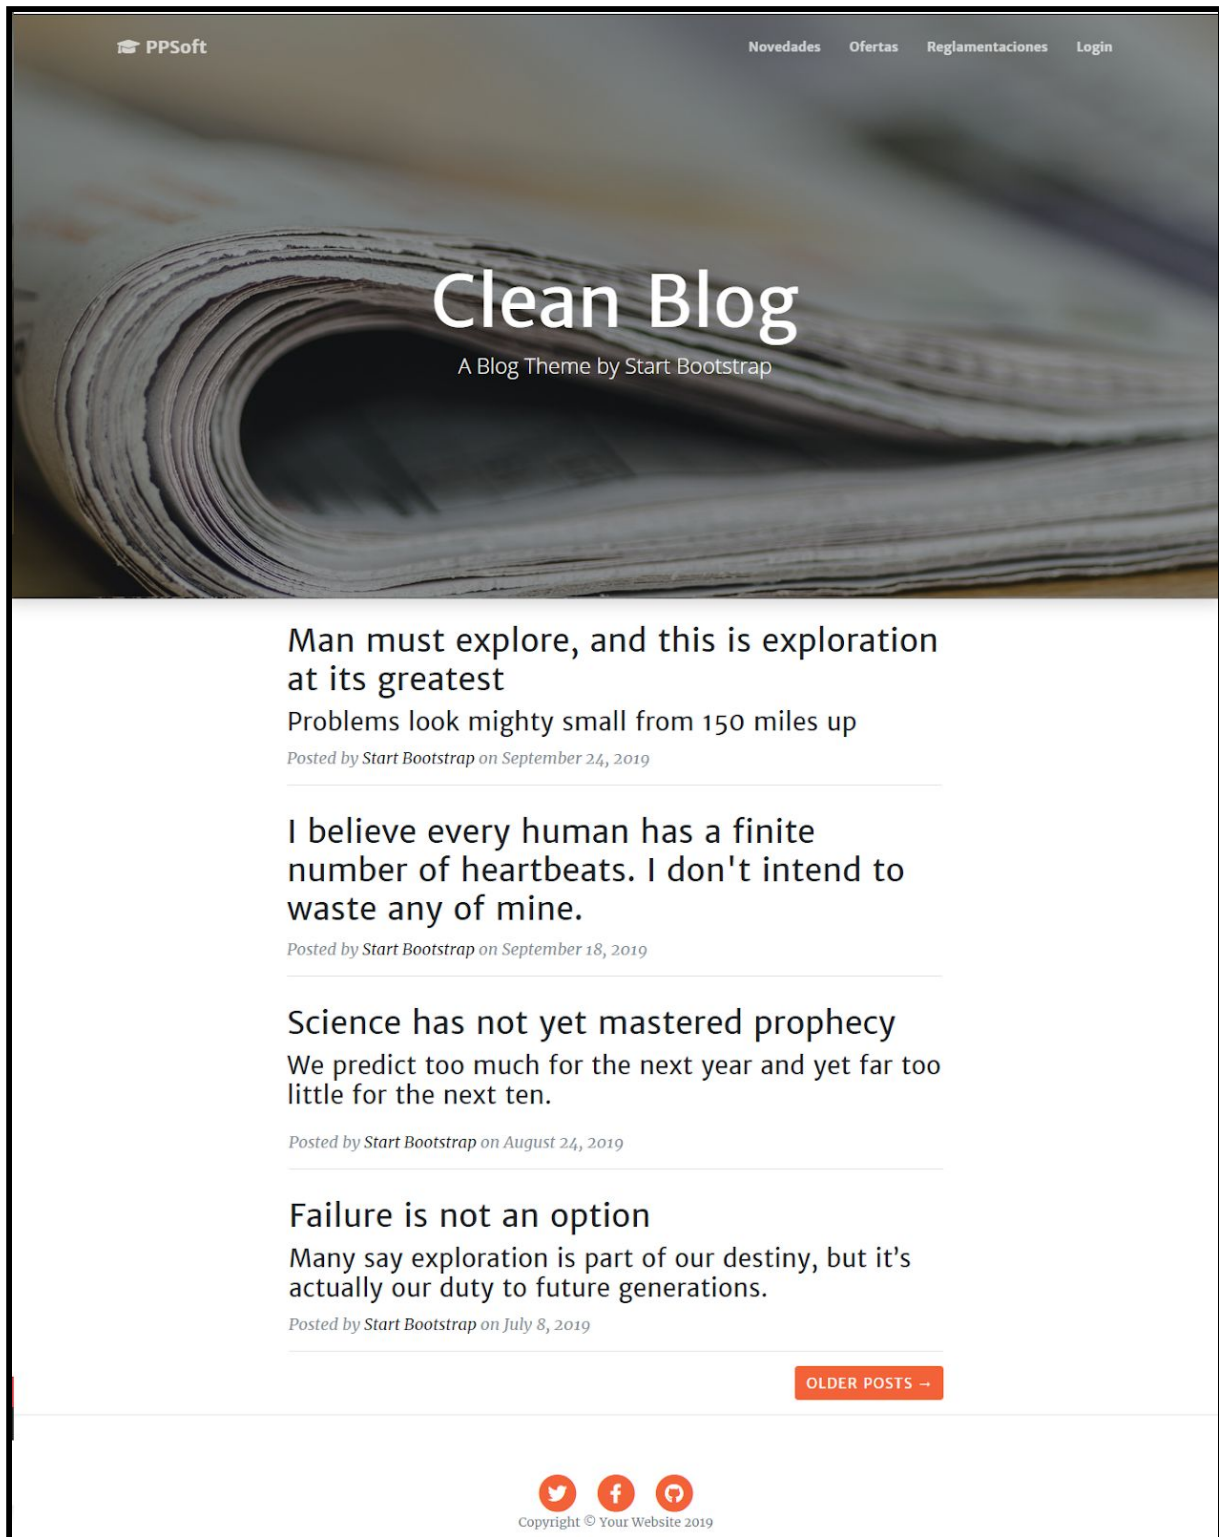 PPSoft
Novedades Ofertas Reglamentaciones Login
Clean Blog
A Blog Theme by Start Bootstrap
Man must explore, and this is exploration
at its greatest
Problems look mighty small from 150 miles up
Posted by Start Bootstrap on September 24, 2019
I believe every human has a finite
number of heartbeats. I don't intend to
waste any of mine.
Posted by Start Bootstrap on September 18, 2019
Science has not yet mastered prophecy
We predict too much for the next year and yet far too
little for the next ten.
Posted by Start Bootstrap on August 24, 2019
Failure is not an option
Many say exploration is part of our destiny, but it’s
actually our duty to future generations.
Posted by Start Bootstrap on July 8, 2019
OLDER POSTS →
Copyright © Your Website 2019